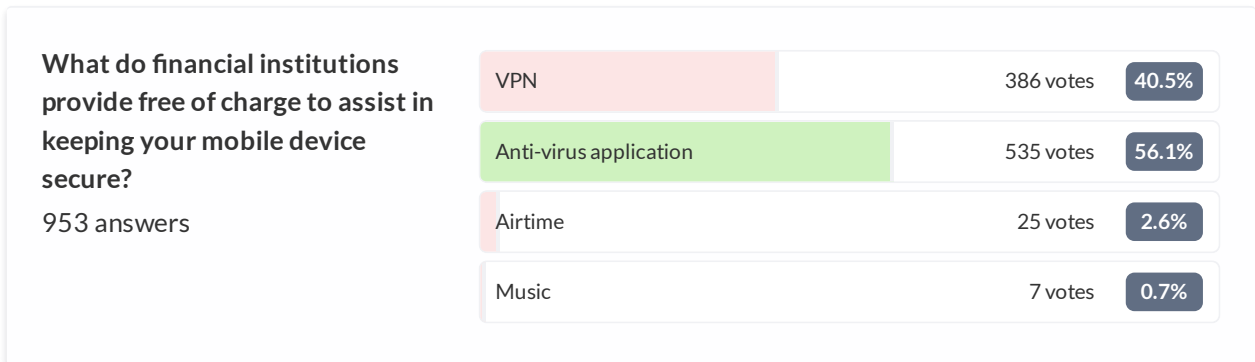 What do financial institutions
provide free of charge to assist in
keeping your mobile device
secure?
953 answers
VPN 386 votes 40.5%
Anti-virus application 535 votes 56.1%
Airtime 25 votes 2.6%
Music 7 votes 0.7%